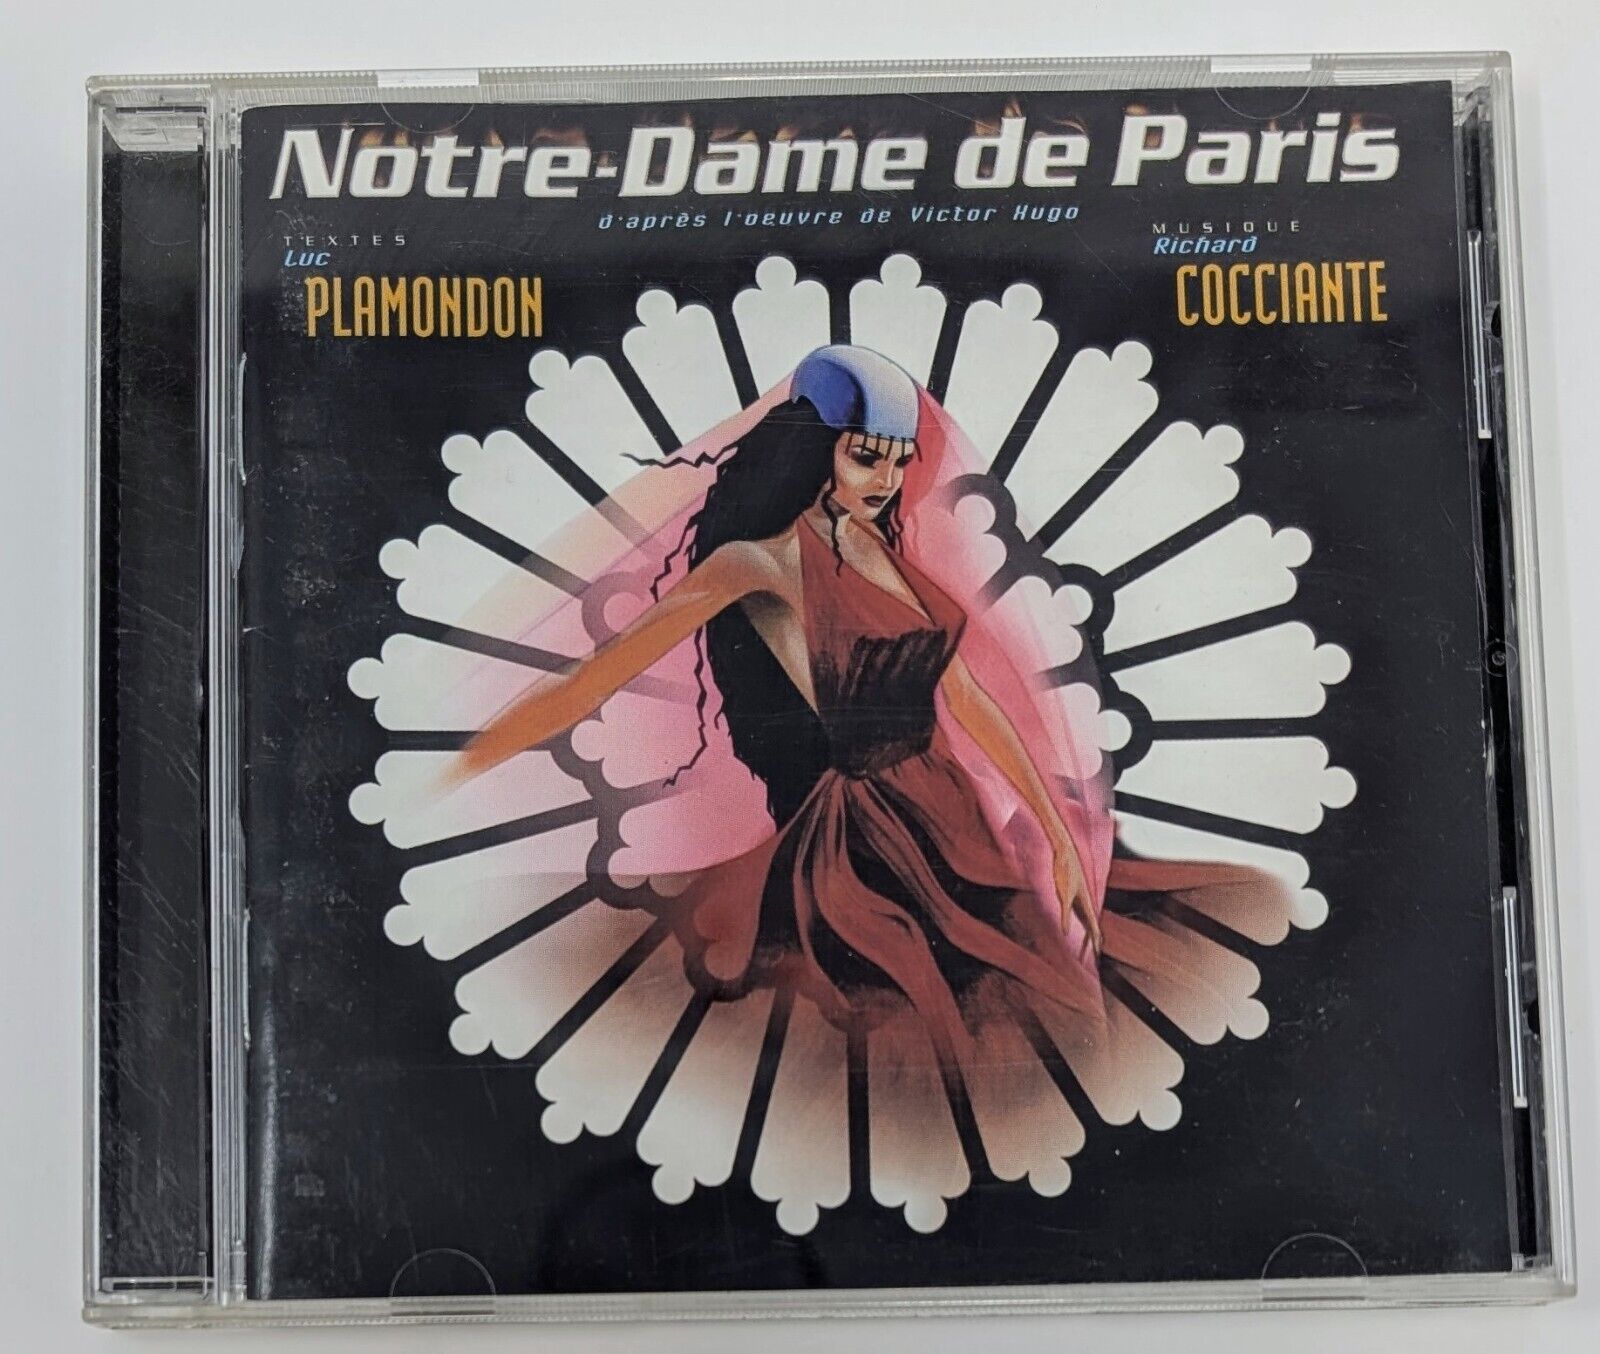 Notre-Dame de Paris
d'après l'oeuvre de Victor Hugo
TEXTES
Luc
PLAMONDON
MUSIQUE
Richard
COCCIANTE